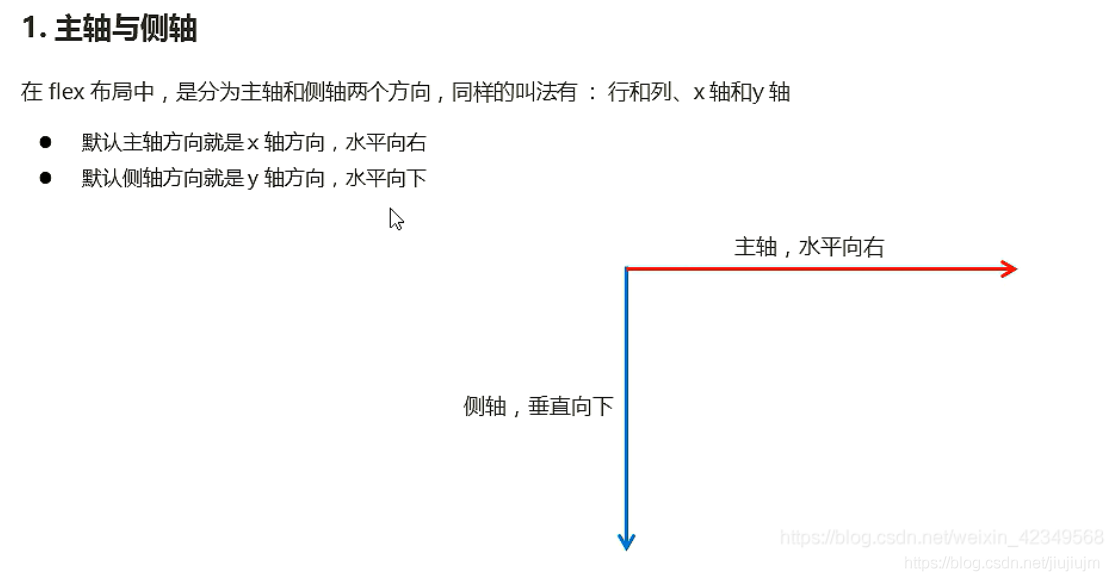 1. 主轴与侧轴
在 flex 布局中，是分为主轴和侧轴两个方向，同样的叫法有 ： 行和列、x 轴和y 轴
● 默认主轴方向就是 x 轴方向，水平向右
● 默认侧轴方向就是 y 轴方向，水平向下
主轴，水平向右
侧轴，垂直向下
https://blog.csdn.net/weixin_42349568
https://blog.csdn.net/jiujiujm